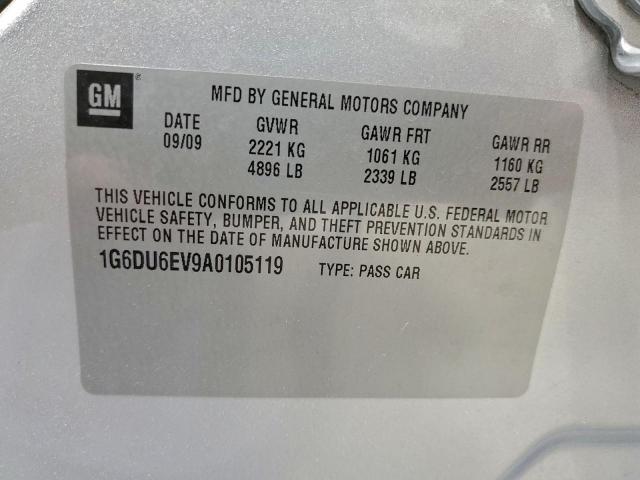 GM ®
MFD BY GENERAL MOTORS COMPANY
DATE GVWR GAWR FRT GAWR RR
09/09 2221 KG 1061 KG 1160 KG
4896 LB 2339 LB 2557 LB
THIS VEHICLE CONFORMS TO ALL APPLICABLE U.S. FEDERAL MOTOR
VEHICLE SAFETY, BUMPER, AND THEFT PREVENTION STANDARDS IN
EFFECT ON THE DATE OF MANUFACTURE SHOWN ABOVE.
1G6DU6EV9A0105119 TYPE: PASS CAR